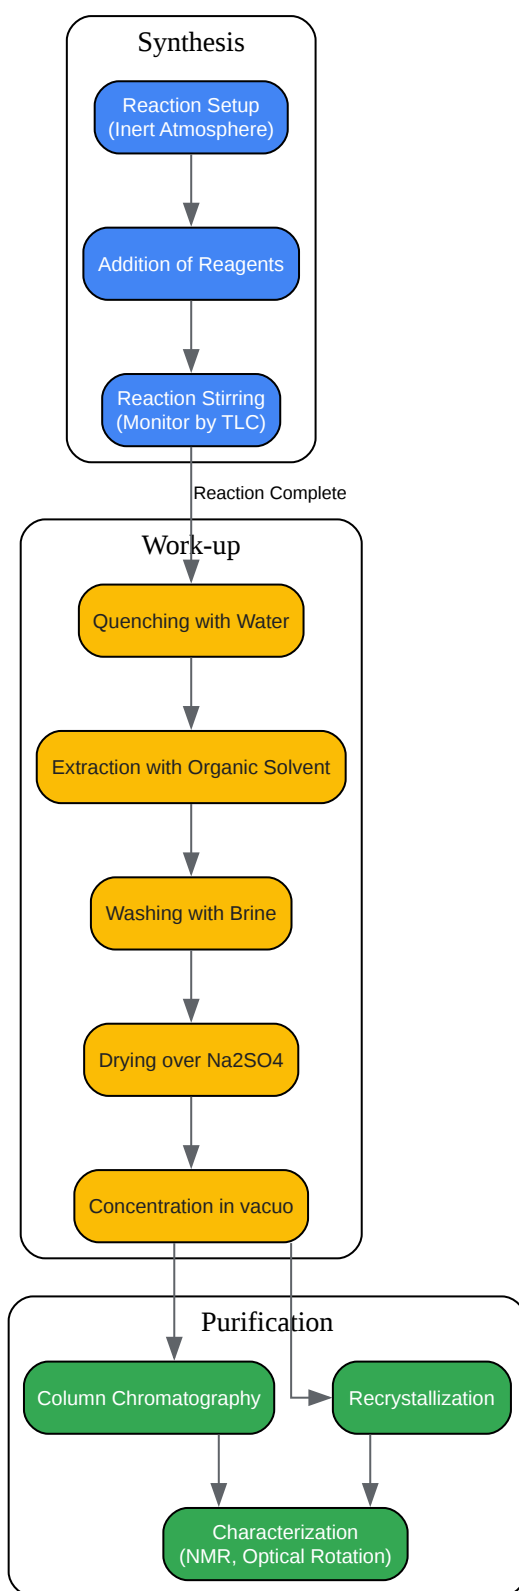 Synthesis
Reaction Setup
(Inert Atmosphere)
Addition of Reagents
Reaction Stirring
(Monitor by TLC)
Reaction Complete
Work-up
Quenching with Water
Extraction with Organic Solvent
Washing with Brine
Drying over Na2SO4
Concentration in vacuo
Purification
Column Chromatography
Recrystallization
Characterization
(NMR, Optical Rotation)